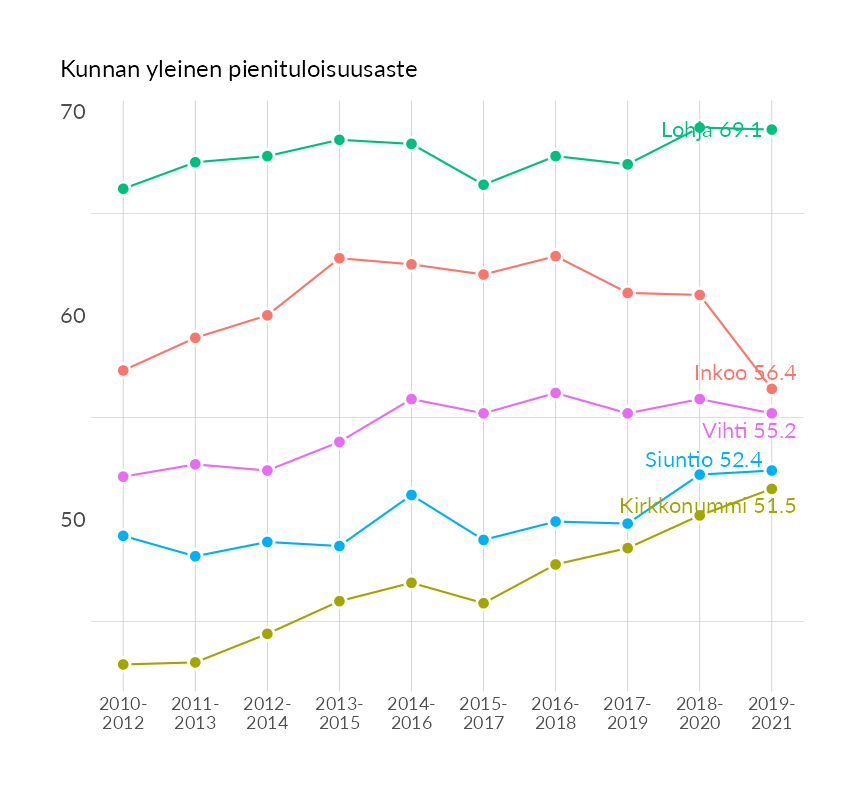 Kunnan yleinen pienituloisuusaste
70
Lohja 69.1
60
Inkoo 56.4
Vihti 55.2
Siuntio 52.4
Kirkkonummi 51.5
50
2010- 2011- 2012- 2013- 2014- 2015- 2016- 2017- 2018- 2019-
2012 2013 2014 2015 2016 2017 2018 2019 2020 2021